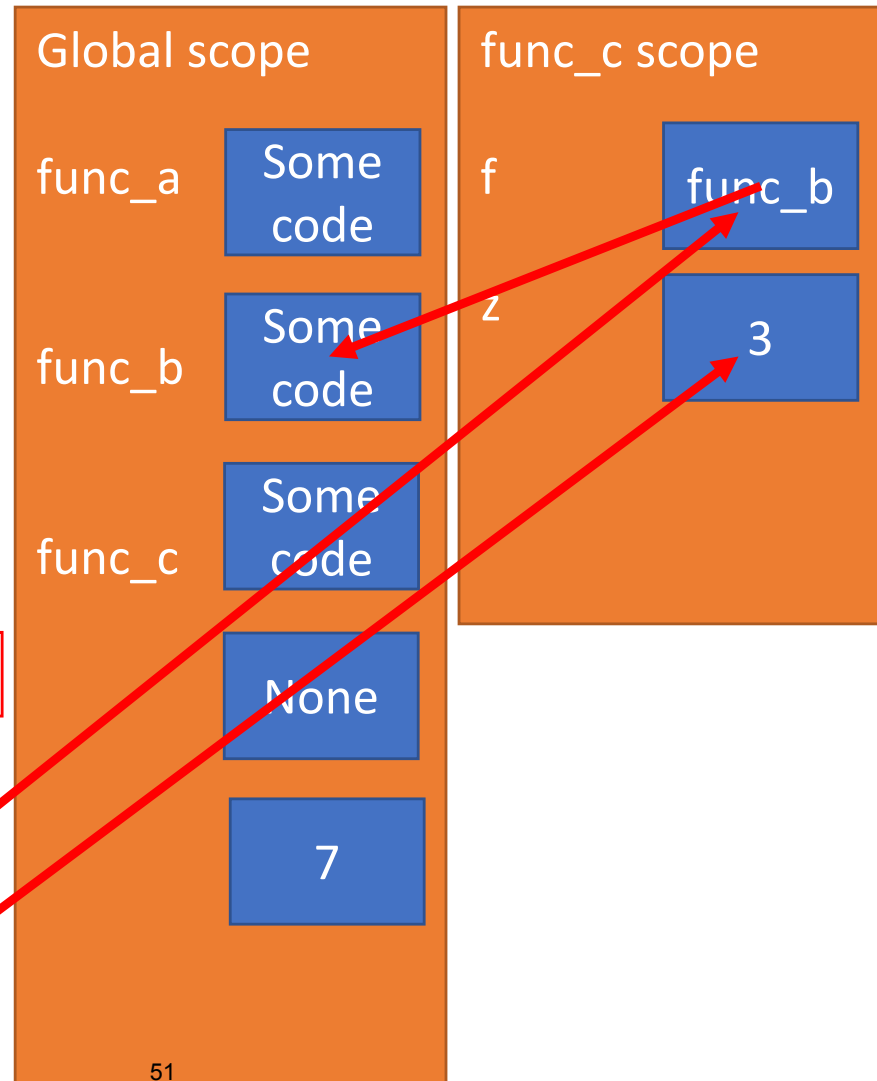 Global scope
func_a
Some
code
func_b
Some
code
func_c
Some
code
None
7
func_c scope
f
func_b
z
3
51